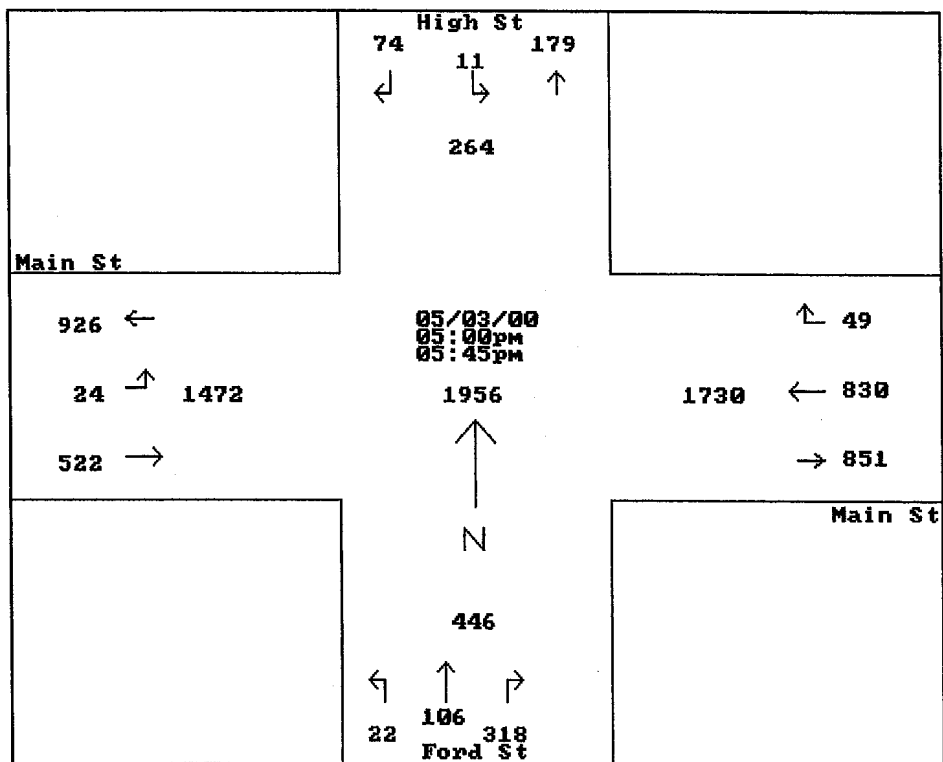 High St
74 11 179
264
Main St
926
05/03/00
05:00pm
05:45pm
49
24 1472 1956 1730 830
522
851
Main St
N
446
22 106 318
Ford St